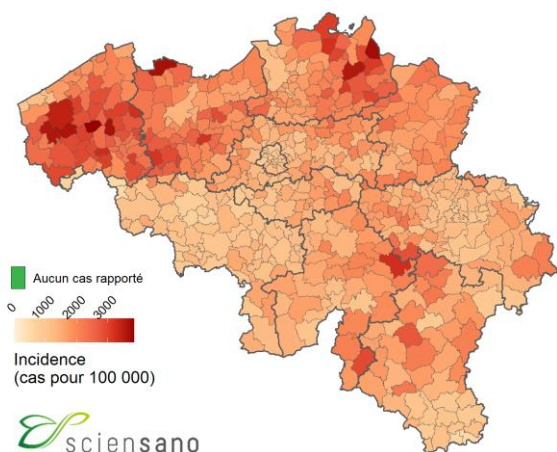 Aucun cas rapporté
0 1000 2000 3000
Incidence
(cas pour 100 000)
sciensano